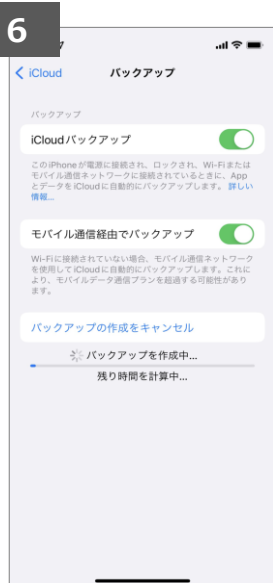 6
iCloud
バックアップ
バックアップ
iCloudバックアップ
このiPhoneが電源に接続され、ロックされ、Wi-Fiまたは
モバイル通信ネットワークに接続されているときに、App
とデータをiCloudに自動的にバックアップします。詳しい
情報...
モバイル通信経由でバックアップ
Wi-Fiに接続されていない場合、モバイル通信ネットワーク
を使用してiCloudに自動的にバックアップします。これに
より、モバイルデータ通信プランを超過する可能性があり
ます。
バックアップの作成をキャンセル
バックアップを作成中...
残り時間を計算中...